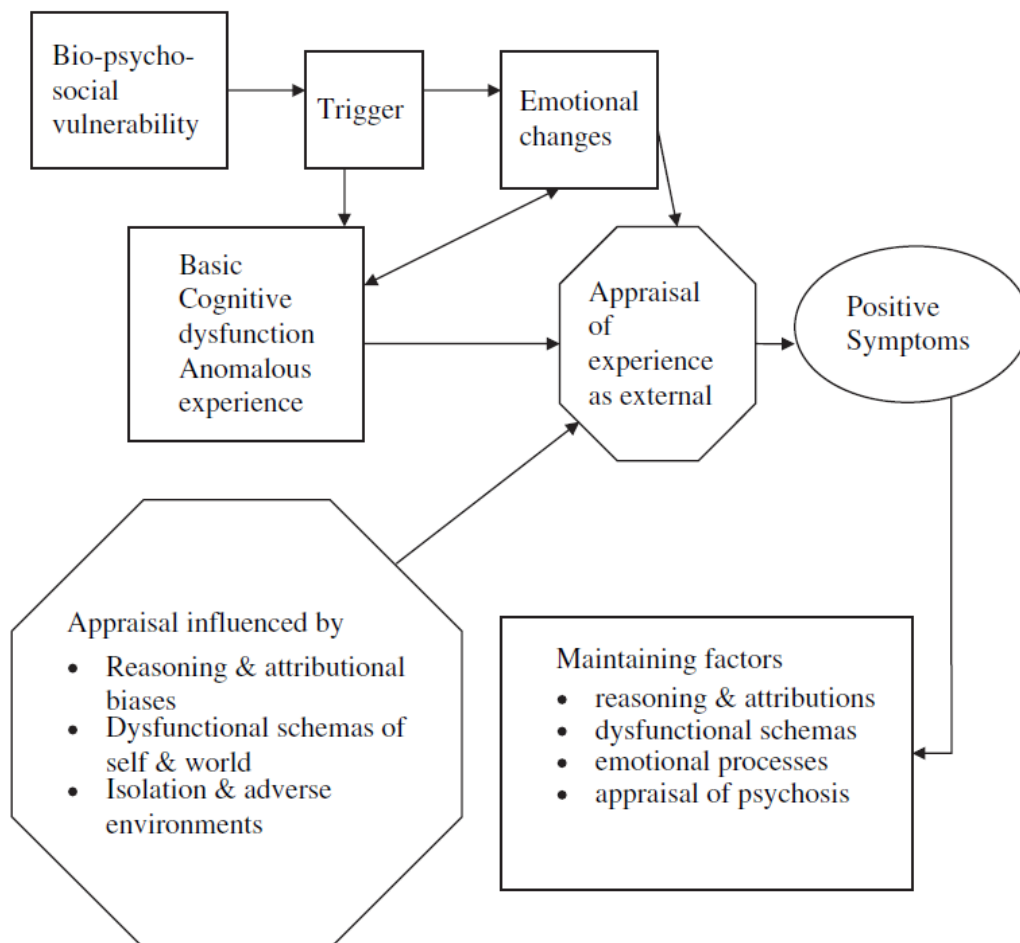 Bio-psycho-
social
vulnerability
Trigger
Emotional
changes
Basic
Cognitive
dysfunction
Anomalous
experience
Appraisal
of
experience
as external
Positive
Symptoms
Appraisal influenced by
• Reasoning & attributional
biases
• Dysfunctional schemas of
self & world
• Isolation & adverse
environments
Maintaining factors
• reasoning & attributions
• dysfunctional schemas
• emotional processes
• appraisal of psychosis